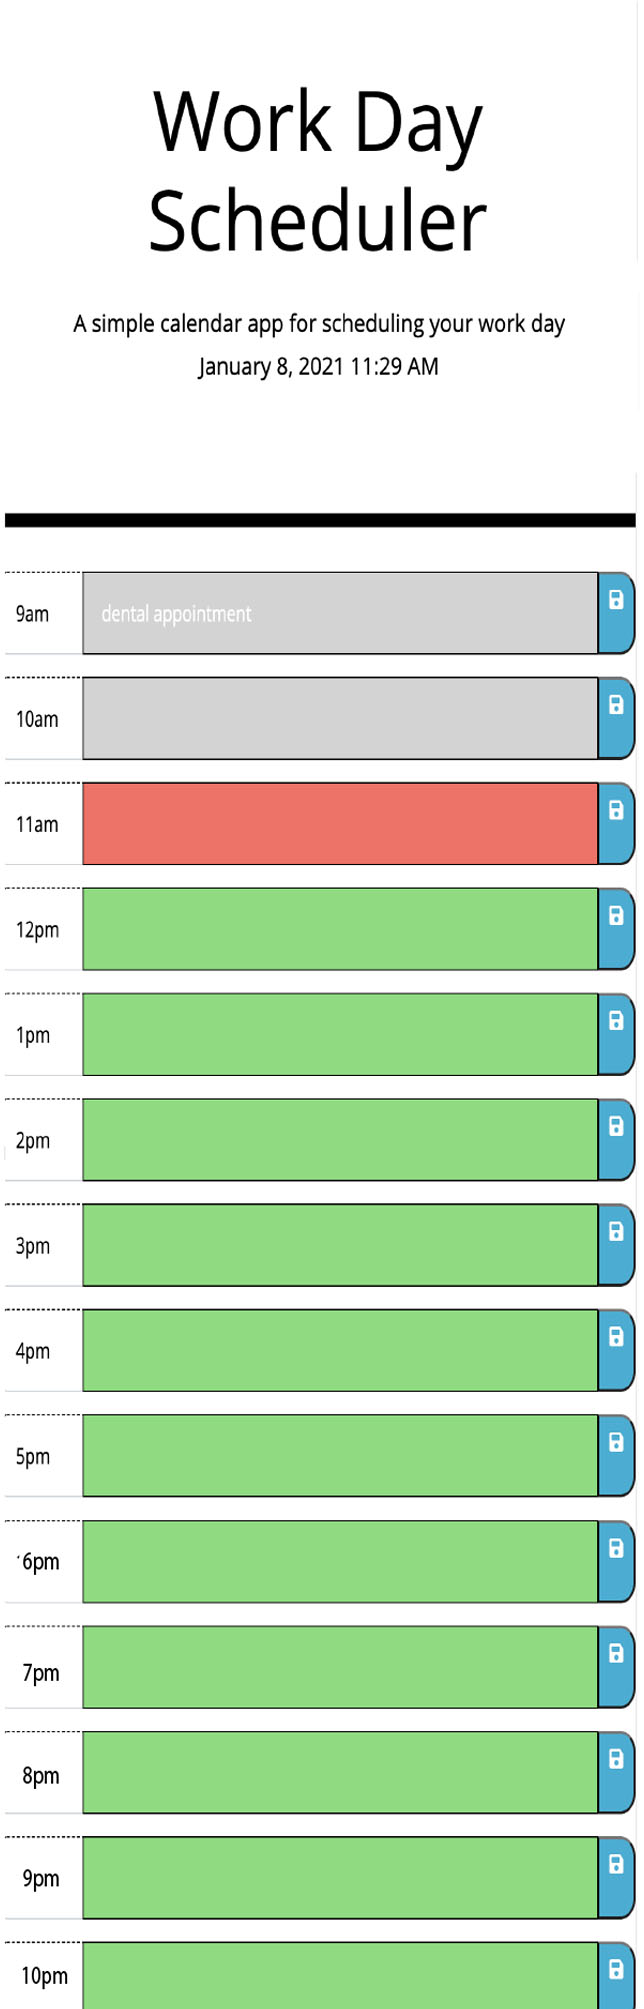 Work Day
Scheduler
A simple calendar app for scheduling your work day
January 8, 2021 11:29 AM
9am
dental appointment
10am
11am
12pm
1pm
2pm
3pm
4pm
5pm
6pm
7pm
8pm
9pm
10pm